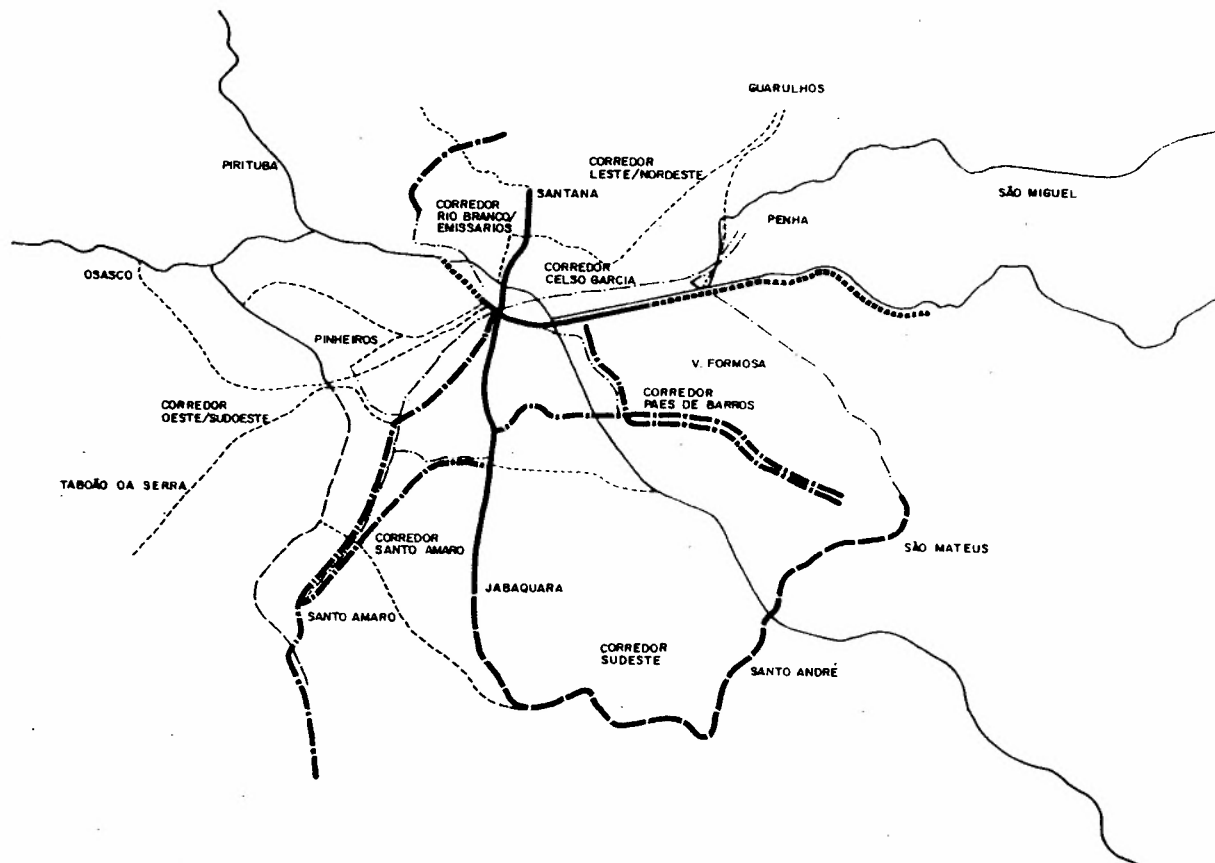 GUARULHOS
PIRITUBA
CORREDOR
LESTE/NORDESTE
SANTANA
SÃO MIGUEL
CORREDOR
RIO BRANCO/
EMISSARIOS
PENHA
OSASCO
CORREDOR
CELSO GARCIA
PINHEIROS
V. FORMOSA
CORREDOR
PAES DE BARROS
CORREDOR
OESTE/SUDOESTE
TABOÃO DA SERRA
CORREDOR
SANTO AMARO
SÃO MATEUS
JABAQUARA
SANTO AMARO
CORREDOR
SUDESTE
SANTO ANDRÉ